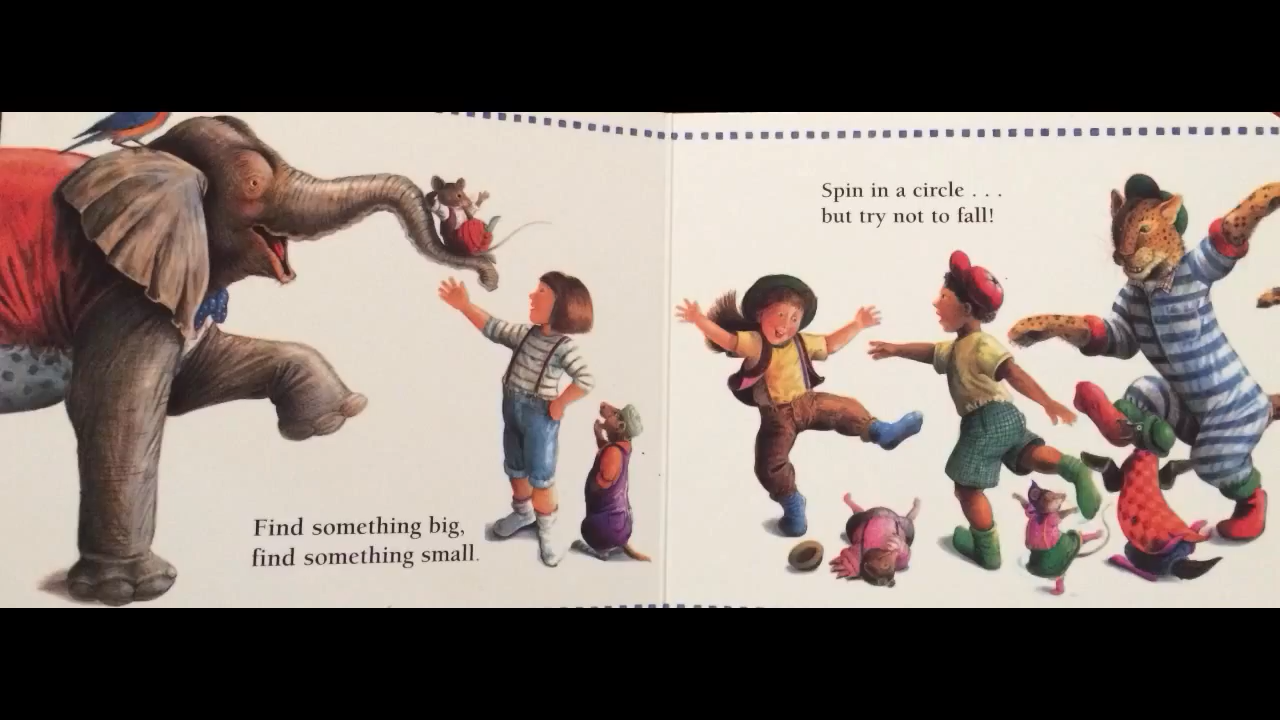 Find something big,
find something small.
Spin in a circle . . .
but try not to fall!